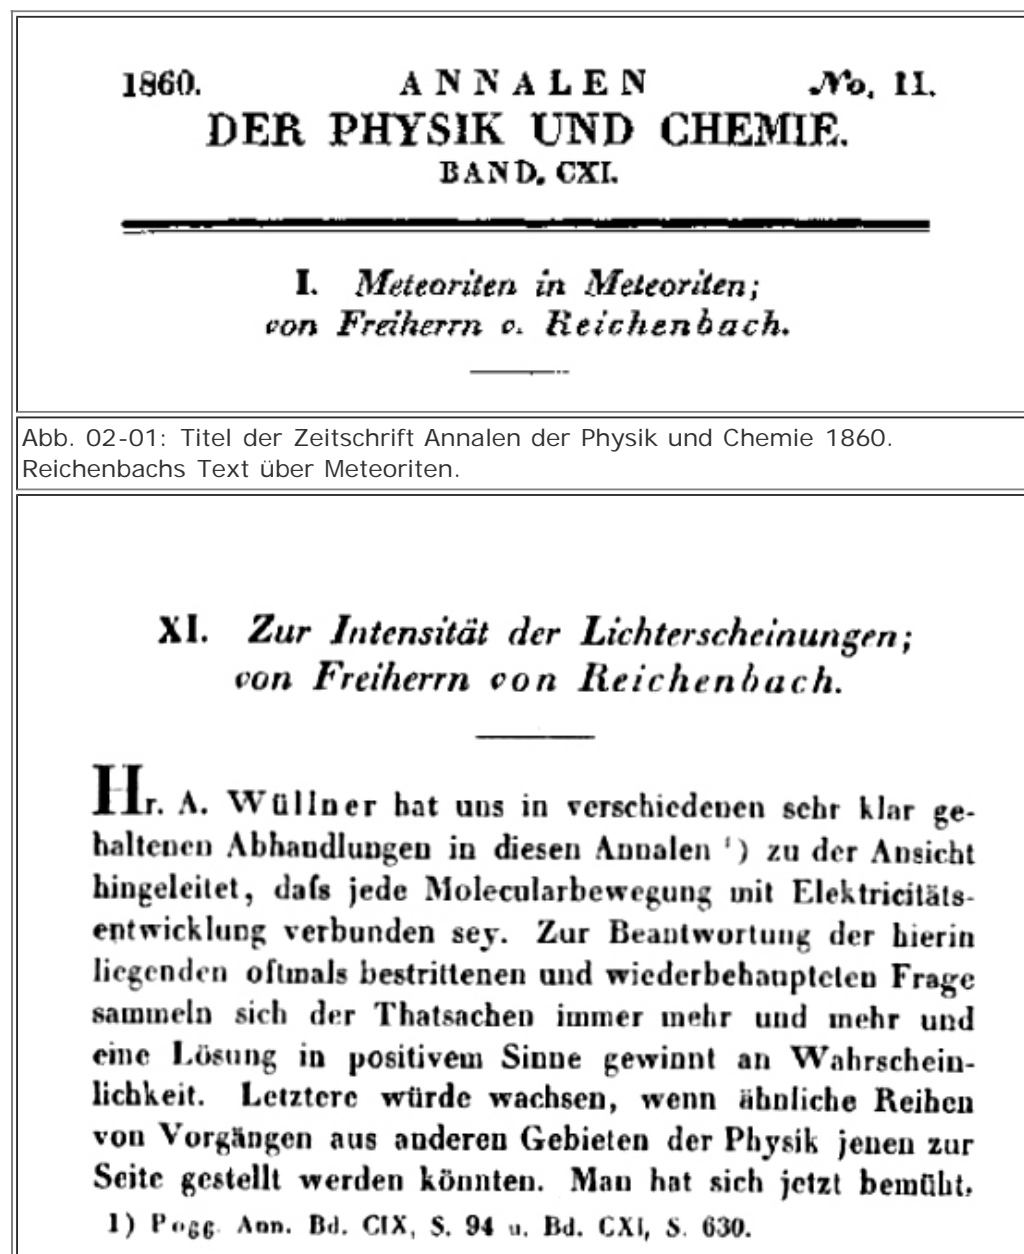 1860. ANNALEN No. 11.
DER PHYSIK UND CHEMIE.
BAND. CXI.
I. Meteoriten in Meteoriten;
von Freiherrn v. Reichenbach.
Abb. 02-01: Titel der Zeitschrift Annalen der Physik und Chemie 1860.
Reichenbachs Text über Meteoriten.
XI. Zur Intensität der Lichterscheinungen;
von Freiherrn von Reichenbach.
Hr. A. Wüllner hat uns in verschiedenen sehr klar ge-
haltenen Abhandlungen in diesen Annalen ¹) zu der Ansicht
hingeleitet, daſs jede Molecularbewegung mit Elektricitäts-
entwicklung verbunden sey. Zur Beantwortung der hierin
liegenden oftmals bestrittenen und wiederbehaupteten Frage
sammeln sich der Thatsachen immer mehr und mehr und
eine Lösung in positivem Sinne gewinnt an Wahrschein-
lichkeit. Letztere würde wachsen, wenn ähnliche Reihen
von Vorgängen aus anderen Gebieten der Physik jenen zur
Seite gestellt werden könnten. Man hat sich jetzt bemüht,
1) Pogg. Ann. Bd. CIX, S. 94 u. Bd. CXI, S. 630.